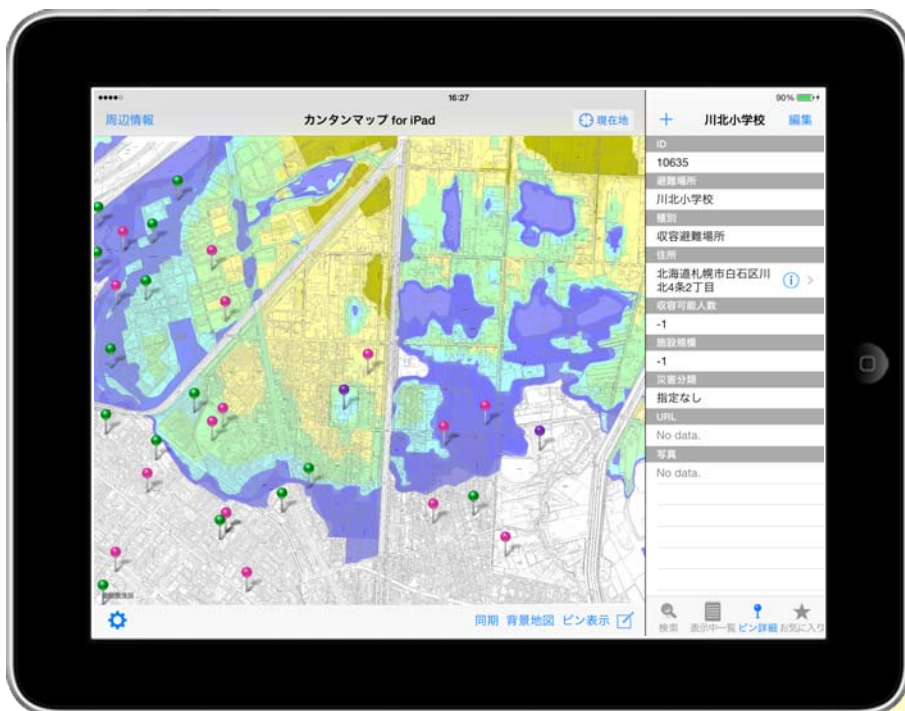 16:27
90%
周辺情報
カンタンマップ for iPad
現在地
+
川北小学校
編集
ID
10635
避難場所
川北小学校
種別
収容避難場所
住所
北海道札幌市白石区川
北4条2丁目
収容可能人数
-1
施設規模
-1
災害分類
指定なし
URL
No data.
写真
No data.
同期
背景地図
ピン表示
検索
表示中一覧
ピン詳細
お気に入り